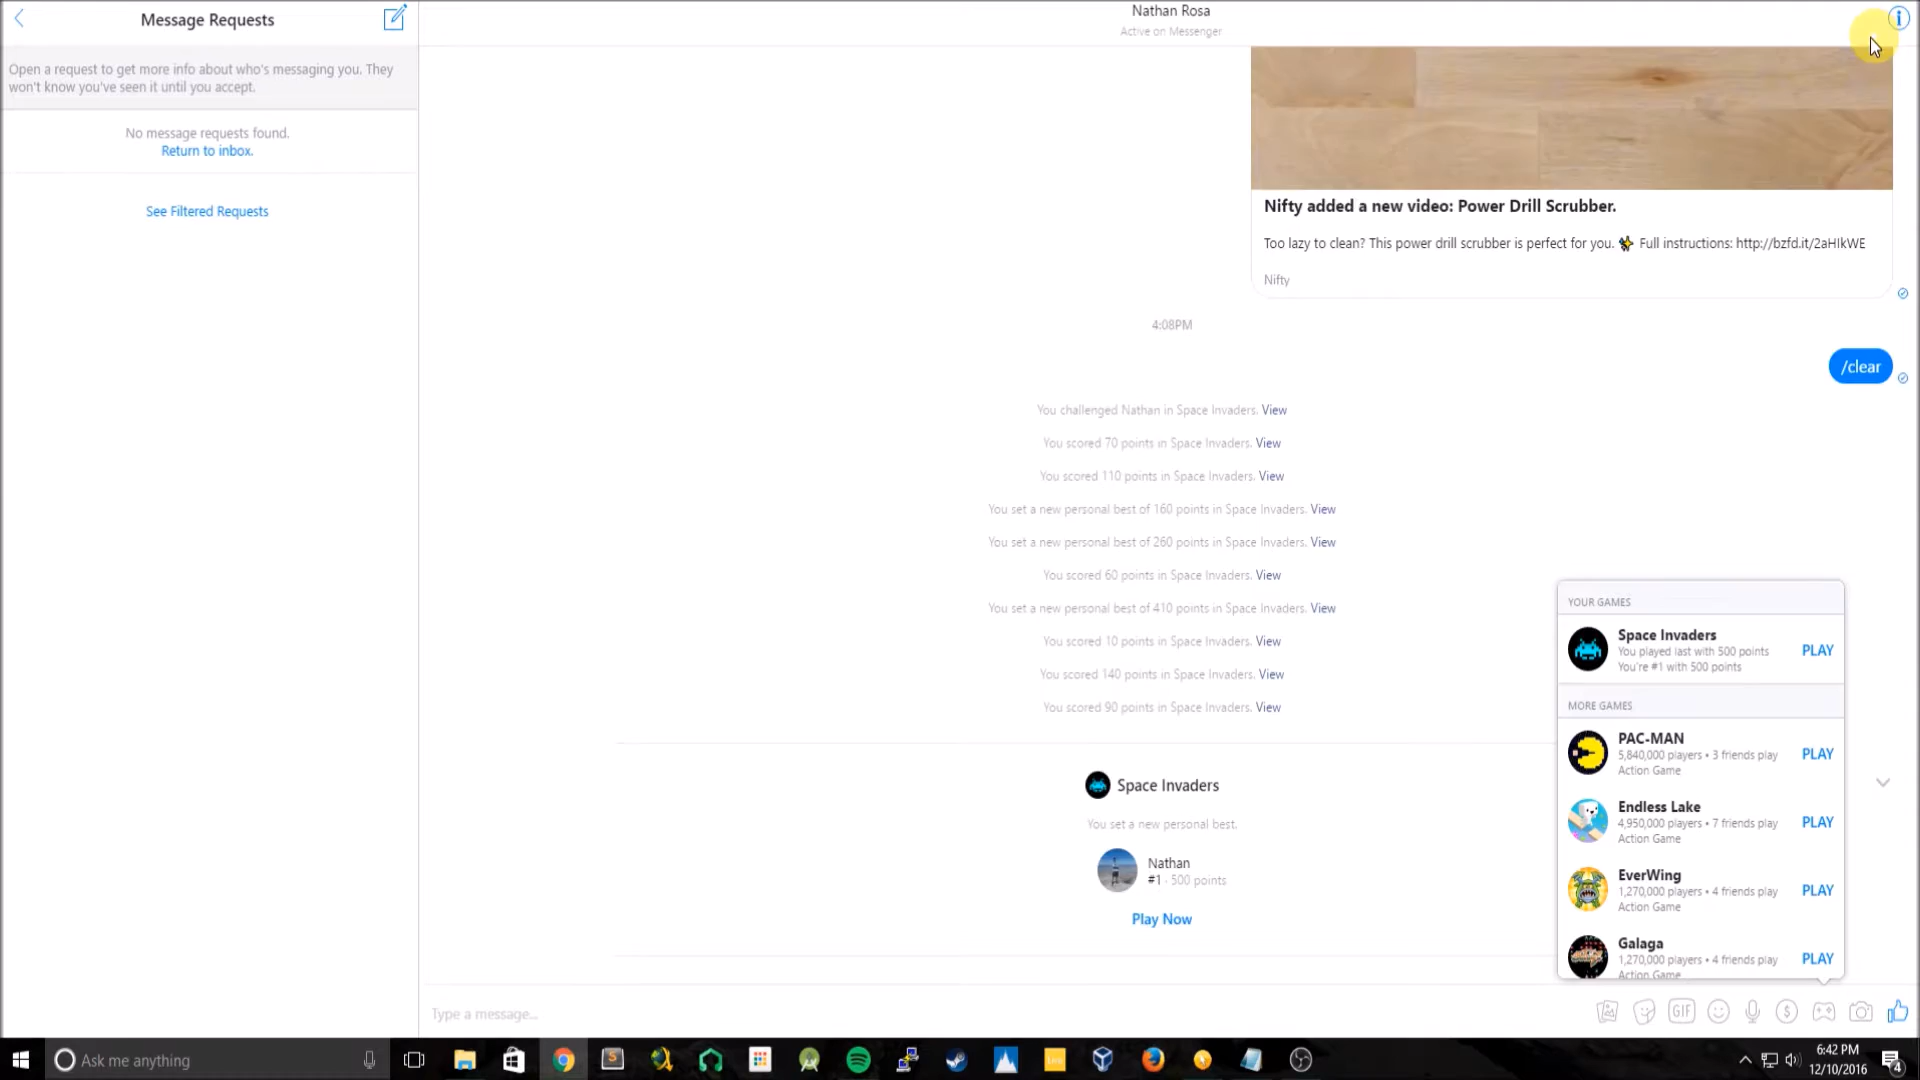 Message Requests
Open a request to get more info about who's messaging you. They
won't know you've seen it until you accept.
No message requests found.
Return to inbox.
See Filtered Requests
Nathan Rosa
Active on Messenger
i
Nifty added a new video: Power Drill Scrubber.
Too lazy to clean? This power drill scrubber is perfect for you. ✨ Full instructions: http://bzfd.it/2aHIkWE
Nifty
4:08PM
/clear
You challenged Nathan in Space Invaders. View
You scored 70 points in Space Invaders. View
You scored 110 points in Space Invaders. View
You set a new personal best of 160 points in Space Invaders. View
You set a new personal best of 260 points in Space Invaders. View
You scored 60 points in Space Invaders. View
You set a new personal best of 410 points in Space Invaders. View
You scored 10 points in Space Invaders. View
You scored 140 points in Space Invaders. View
You scored 90 points in Space Invaders. View
Space Invaders
You set a new personal best.
Nathan
#1 · 500 points
Play Now
YOUR GAMES
Space Invaders
You played last with 500 points
You're #1 with 500 points
PLAY
MORE GAMES
PAC-MAN
5,840,000 players • 3 friends play
Action Game
PLAY
Endless Lake
4,950,000 players • 7 friends play
Action Game
PLAY
EverWing
1,270,000 players • 4 friends play
Action Game
PLAY
Galaga
1,270,000 players • 4 friends play
Action Game
PLAY
Type a message...
GIF
$
Ask me anything
S
6:42 PM
12/10/2016
4